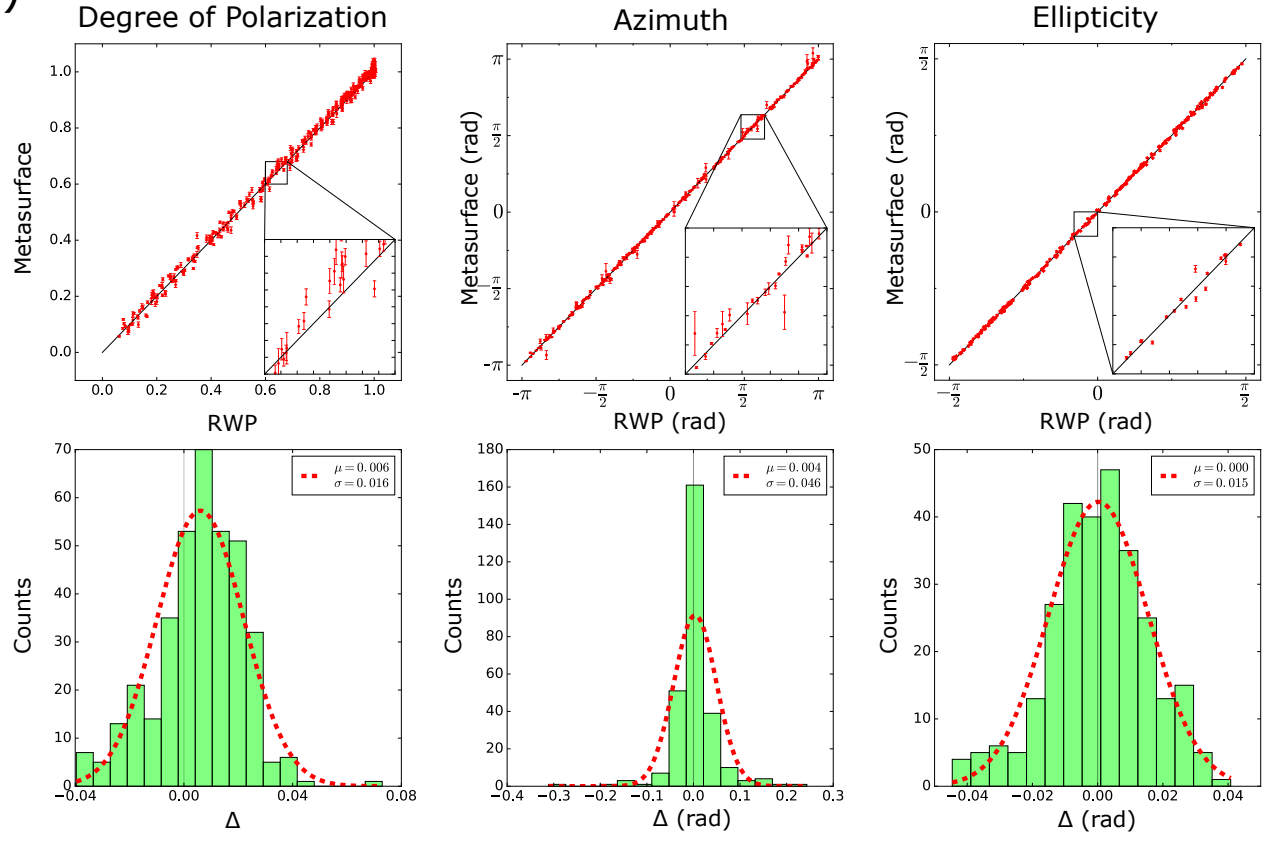 )
Degree of Polarization
Azimuth
Ellipticity
Metasurface
1.0
0.8
0.6
0.4
0.2
0.0
0.0
0.2
0.4
0.6
0.8
1.0
RWP
Metasurface (rad)
π
π/2
0
−π/2
-π
-π
−π/2
0
π/2
π
RWP (rad)
Metasurface (rad)
π/2
0
−π/2
−π/2
0
π/2
RWP (rad)
Counts
70
60
50
40
30
20
10
0
μ = 0.006
σ = 0.016
−0.04
0.00
0.04
0.08
Δ
Counts
180
160
140
120
100
80
60
40
20
0
μ = 0.004
σ = 0.046
−0.4
−0.3
−0.2
−0.1
0.0
0.1
0.2
0.3
Δ (rad)
Counts
50
40
30
20
10
0
μ = 0.000
σ = 0.015
−0.04
−0.02
0.00
0.02
0.04
Δ (rad)